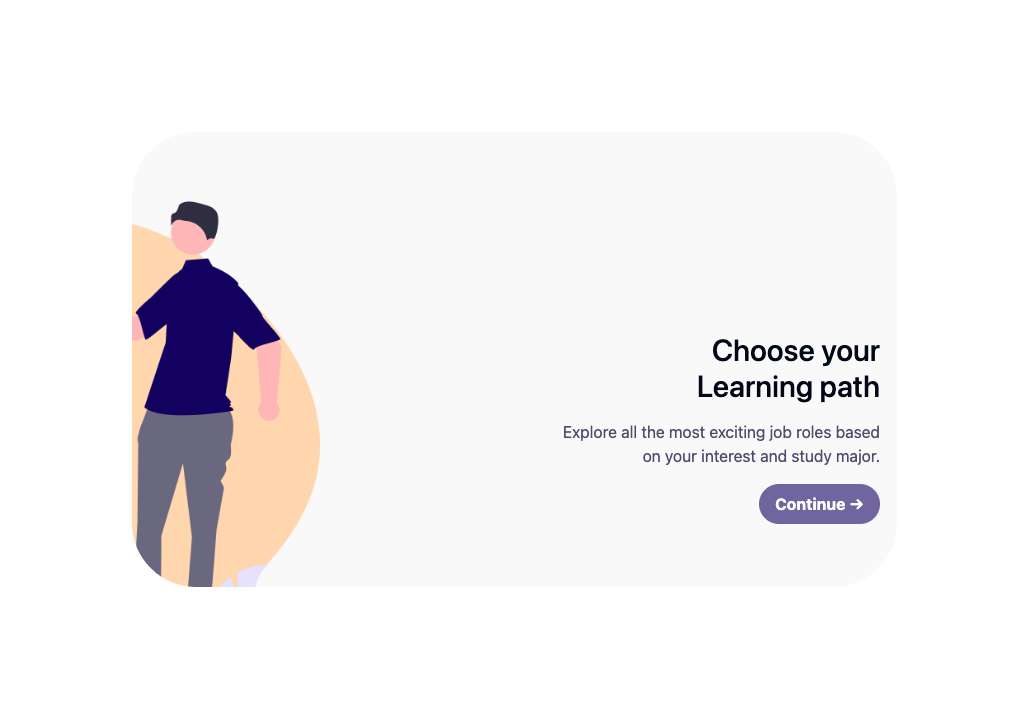 Choose your
Learning path
Explore all the most exciting job roles based
on your interest and study major.
Continue →